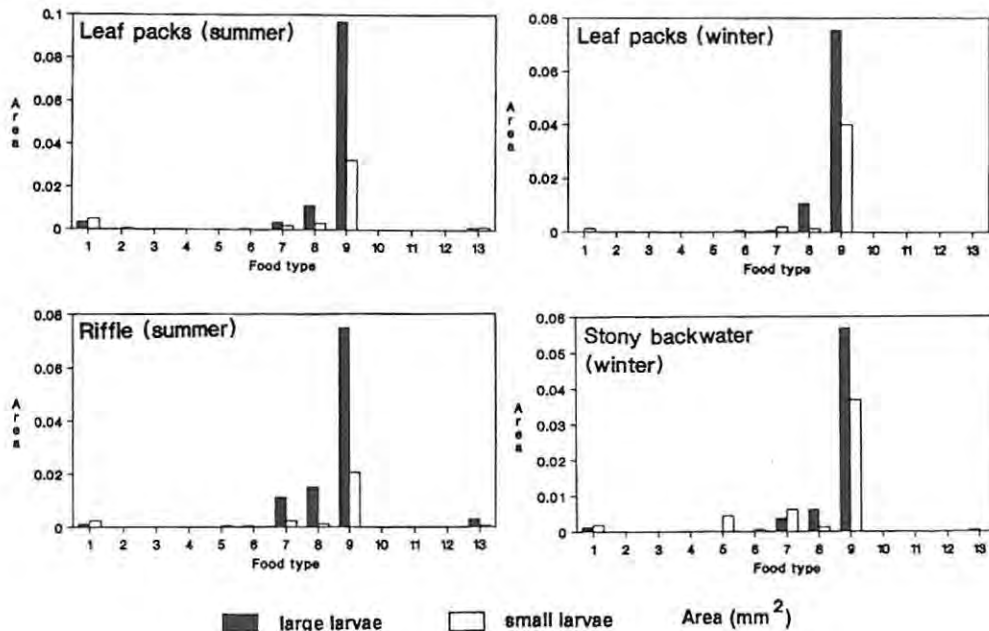 Leaf packs (summer)
0.1
0.08
0.06
0.04
0.02
0
Area
1 2 3 4 5 6 7 8 9 10 11 12 13
Food type
Leaf packs (winter)
0.08
0.06
0.04
0.02
0
Area
1 2 3 4 5 6 7 8 9 10 11 12 13
Food type
Riffle (summer)
0.08
0.06
0.04
0.02
0
Area
1 2 3 4 5 6 7 8 9 10 11 12 13
Food type
Stony backwater
(winter)
0.06
0.05
0.04
0.03
0.02
0.01
0
Area
1 2 3 4 5 6 7 8 9 10 11 12 13
Food type
large larvae small larvae Area (mm²)